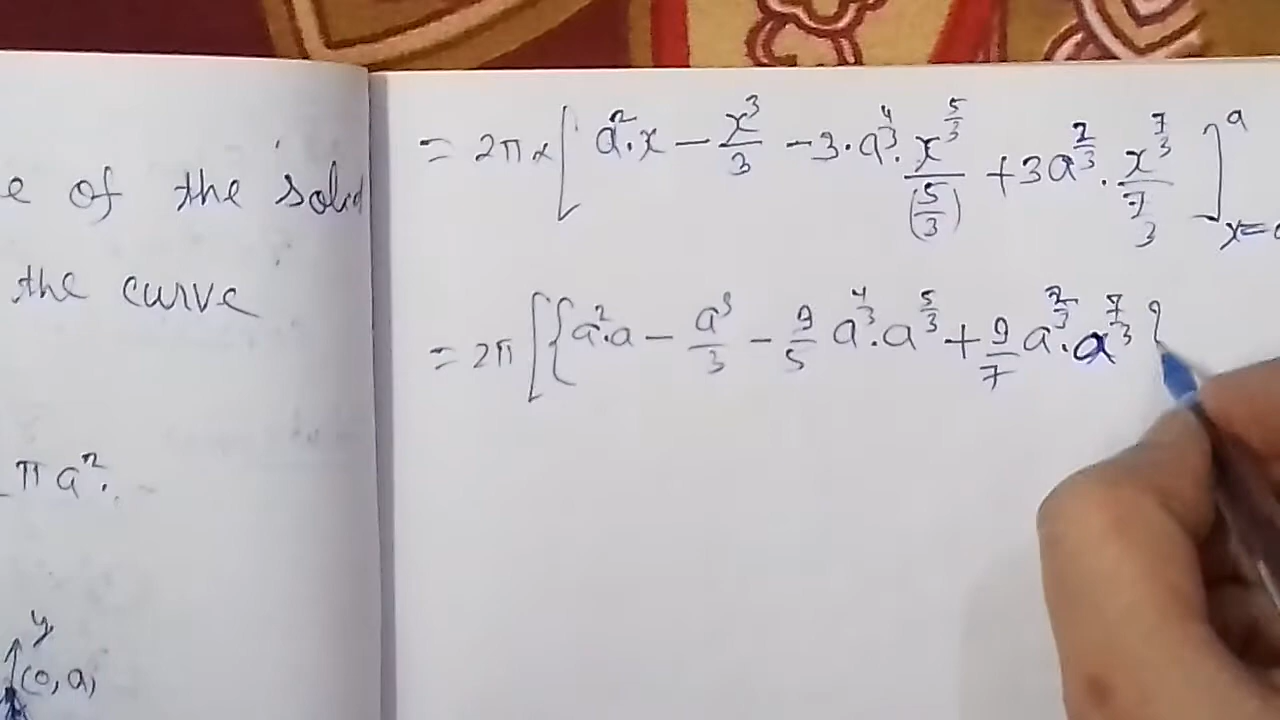 e of the solid
the curve
π a².
y
(0, a)
= 2π × [ a².x − x³/3 − 3.a^(4/3) . x^(5/3)/(5/3) + 3a^(2/3) . x^(7/3)/(7/3) ]^a_x=0
= 2π [ { a².a − a³/3 − 9/5 a^(4/3) . a^(5/3) + 9/7 a^(2/3) . a^(7/3) }